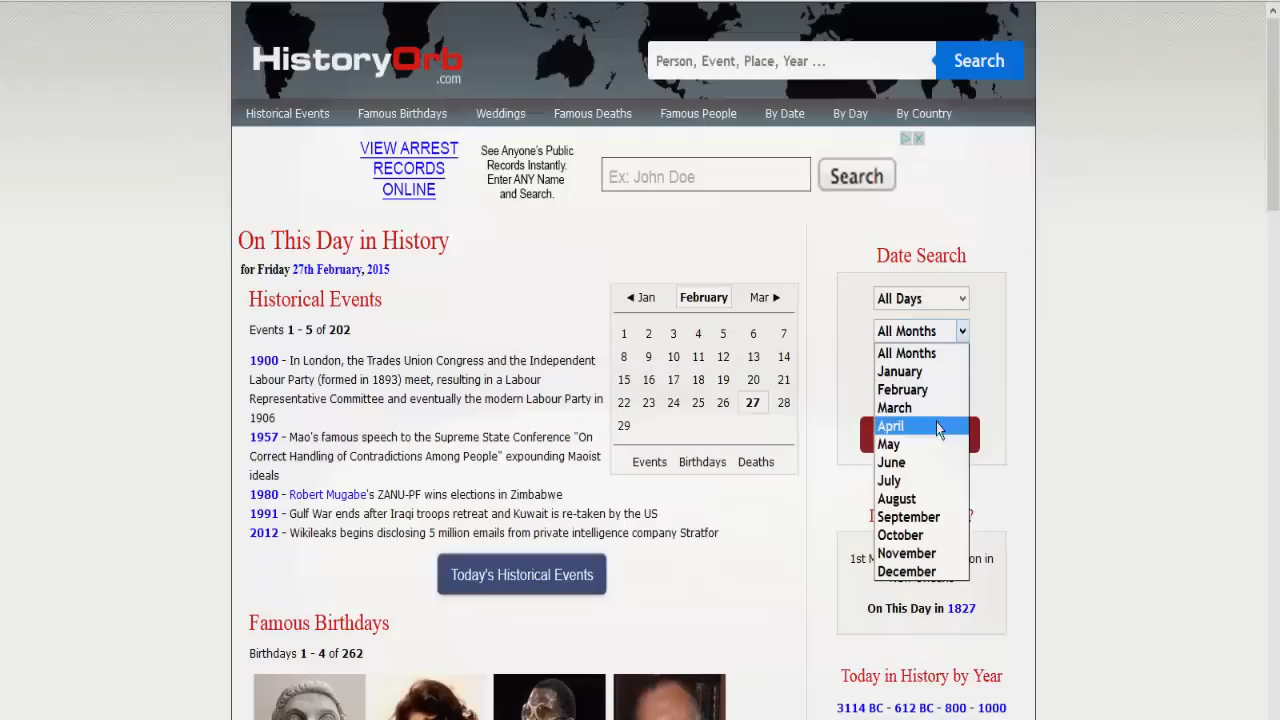 HistoryOrb
.com
Person, Event, Place, Year ...
Search
Historical Events
Famous Birthdays
Weddings
Famous Deaths
Famous People
By Date
By Day
By Country
VIEW ARREST
RECORDS
ONLINE
See Anyone's Public
Records Instantly.
Enter ANY Name
and Search.
Ex: John Doe
Search
On This Day in History
for Friday 27th February, 2015
Historical Events
Events 1 - 5 of 202
1900 - In London, the Trades Union Congress and the Independent
Labour Party (formed in 1893) meet, resulting in a Labour
Representative Committee and eventually the modern Labour Party in
1906
1957 - Mao's famous speech to the Supreme State Conference "On
Correct Handling of Contradictions Among People" expounding Maoist
ideals
1980 - Robert Mugabe's ZANU-PF wins elections in Zimbabwe
1991 - Gulf War ends after Iraqi troops retreat and Kuwait is re-taken by the US
2012 - Wikileaks begins disclosing 5 million emails from private intelligence company Stratfor
Today's Historical Events
◀ Jan February Mar ▶
1 2 3 4 5 6 7
8 9 10 11 12 13 14
15 16 17 18 19 20 21
22 23 24 25 26 27 28
29
Events Birthdays Deaths
Famous Birthdays
Birthdays 1 - 4 of 262
Date Search
All Days
All Months
All Months
January
February
March
April
May
June
July
August
September
October
November
December
?
1st in
On This Day in 1827
Today in History by Year
3114 BC - 612 BC - 800 - 1000